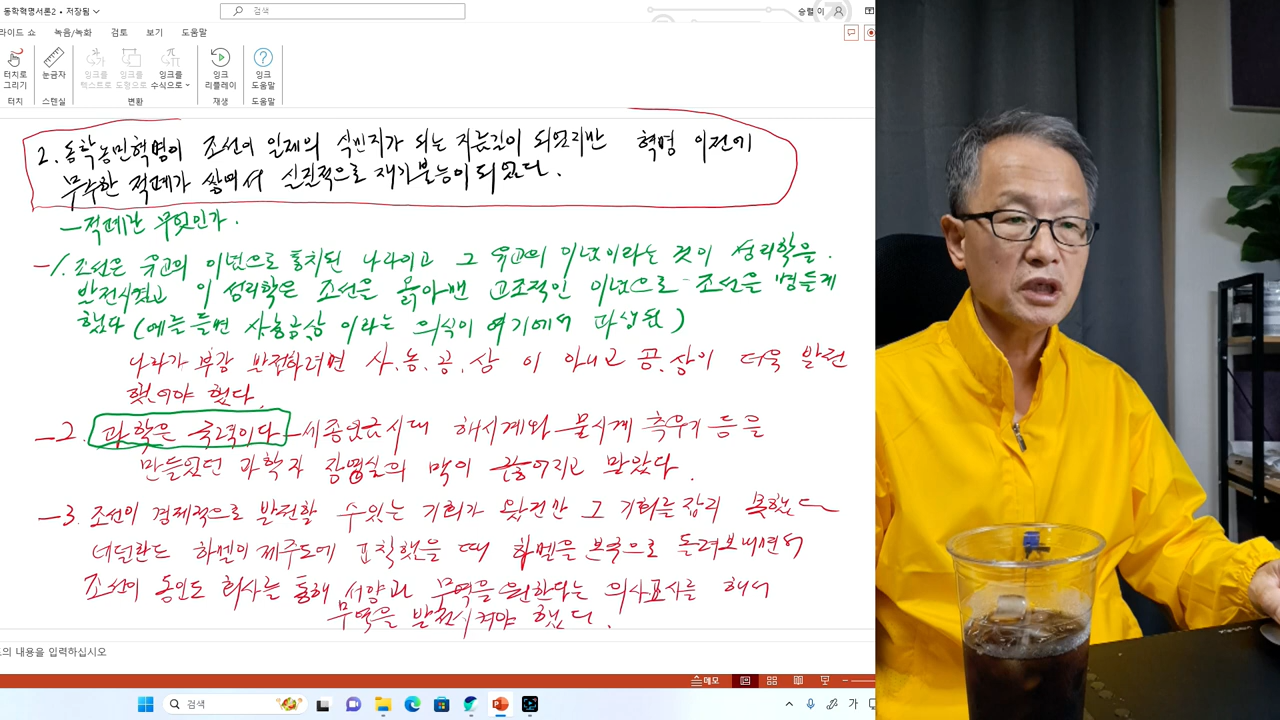 동학혁명서론2 • 저장됨
검색
승렬 이
라이드 쇼 녹음/녹화 검토 보기 도움말
터치로 그리기
눈금자
잉크를 텍스트로
잉크를 도형으로
잉크를 수식으로
잉크 리플레이
잉크 도움말
터치 스텐실 변환 재생 도움말
2. 동학농민혁명이 조선이 일제의 식민지가 되는 지름길이 되었지만 혁명 이전에
무수한 적폐가 쌓여서 실질적으로 재기불능이 되었다.
- 적폐란 무엇인가.
- 1. 조선은 유교의 이념으로 통치된 나라이고 그 유교의 이념이라는 것이 성리학을.
발전시켰고 이 성리학은 조선을 옭아맨 교조적인 이념으로 조선을 병들게
했다 (예를들면 사농공상 이라는 의식이 여기에서 파생됨)
나라가 부강 발전하려면 사.농.공.상 이 아니고 공.상이 더욱 발전
했어야 했다.
- 2. 과학은 국력이다 - 세종임금시대 해시계와 물시계 측우기 등을
만들었던 과학자 장영실의 맥이 끊어지고 말았다.
- 3. 조선이 경제적으로 발전할 수있는 기회가 왔건만 그 기회를 잡지 못했다
네덜란드 하멜이 제주도에 표착했을 때 하멜을 본국으로 돌려보내면서
조선이 동인도 회사를 통해 서양과 무역을 원한다는 의사표시를 해서
무역을 발전시켜야 했다.
의 내용을 입력하십시오
메모
검색
가